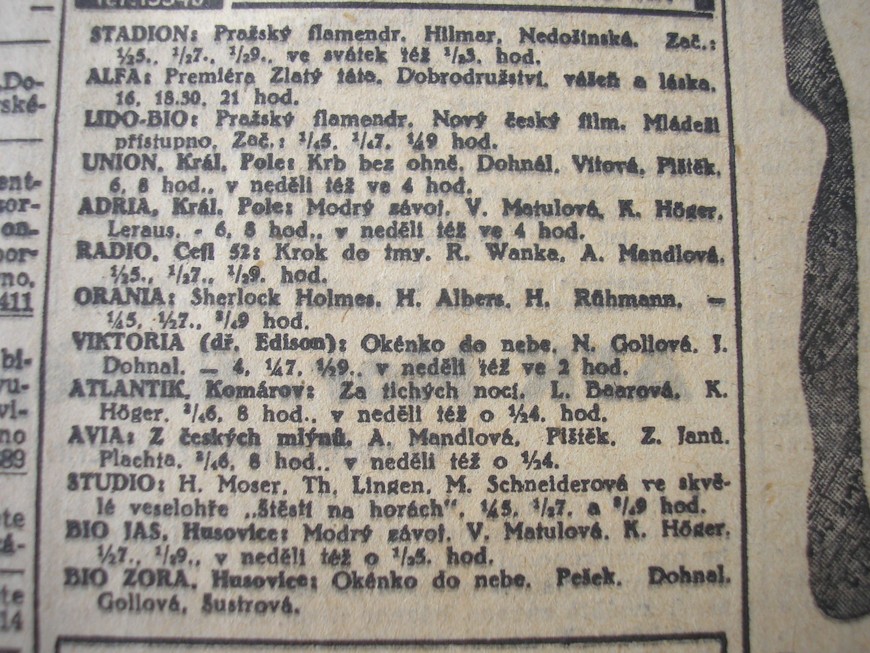 STADION: Pražský flamendr. Hilmar, Nedošinská. Zač.:
½5., ½7., ½9., ve svátek též ½3. hod.
ALFA: Premiéra Zlatý táta. Dobrodružství, vášeň a láska.
16, 18.30, 21 hod.
LIDO-BIO: Pražský flamendr. Nový český film. Mládeži
přístupno. Zač.: ¼5, ¼7, ¼9 hod.
UNION, Král. Pole: Krb bez ohně. Dohnal, Vítová, Plštěk.
6, 8 hod., v neděli též ve 4 hod.
ADRIA, Král. Pole: Modrý závoj. V. Matulová, K. Höger,
Leraus. - 6, 8 hod., v neděli též ve 4 hod.
RADIO, Cejl 52: Krok do tmy. R. Wanka, A. Mandlová.
½5., ½7., ½9. hod.
ORANIA: Sherlock Holmes. H. Albers, H. Rühmann. —
¼5, ½7, ¾9 hod.
VIKTORIA (dř. Edison): Okénko do nebe. N. Gollová, J.
Dohnal. — 4, ¼7, ½9., v neděli též ve 2 hod.
ATLANTIK, Komárov: Za tichých nocí. L. Baarová, K.
Höger. ¾6, 8 hod., v neděli též o ½4. hod.
AVIA: Z českých mlýnů. A. Mandlová, Plštěk, Z. Janů.
Plachta. ¾6, 8 hod., v neděli též o ½4.
STUDIO: H. Moser, Th. Lingen, M. Schneiderová ve skvě-
lé veselohře „Štěstí na horách". ¼5, ½7. a ¾9 hod.
BIO JAS, Husovice: Modrý závoj. V. Matulová, K. Höger.
½7., ½9., v neděli též o ½5. hod.
BIO ZORA, Husovice: Okénko do nebe. Pešek, Dohnal.
Gollová, Šustrová.